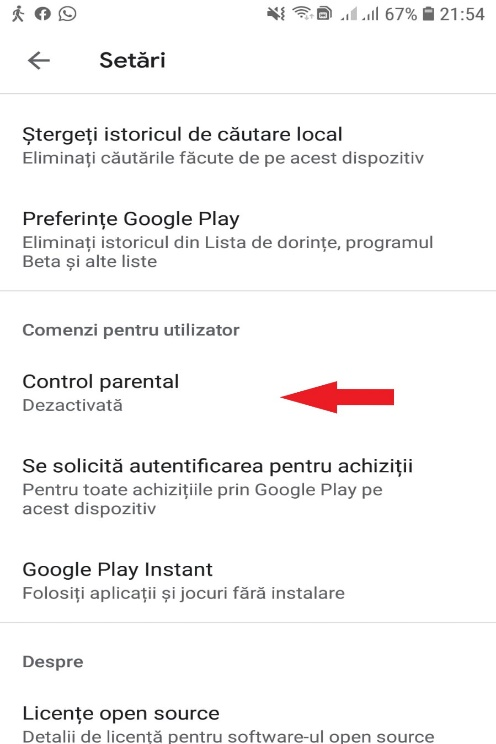 67% 21:54
Setări
Ștergeți istoricul de căutare local
Eliminați căutările făcute de pe acest dispozitiv
Preferințe Google Play
Eliminați istoricul din Lista de dorințe, programul
Beta și alte liste
Comenzi pentru utilizator
Control parental
Dezactivată
Se solicită autentificarea pentru achiziții
Pentru toate achizițiile prin Google Play pe
acest dispozitiv
Google Play Instant
Folosiți aplicații și jocuri fără instalare
Despre
Licențe open source
Detalii de licență pentru software-ul open source